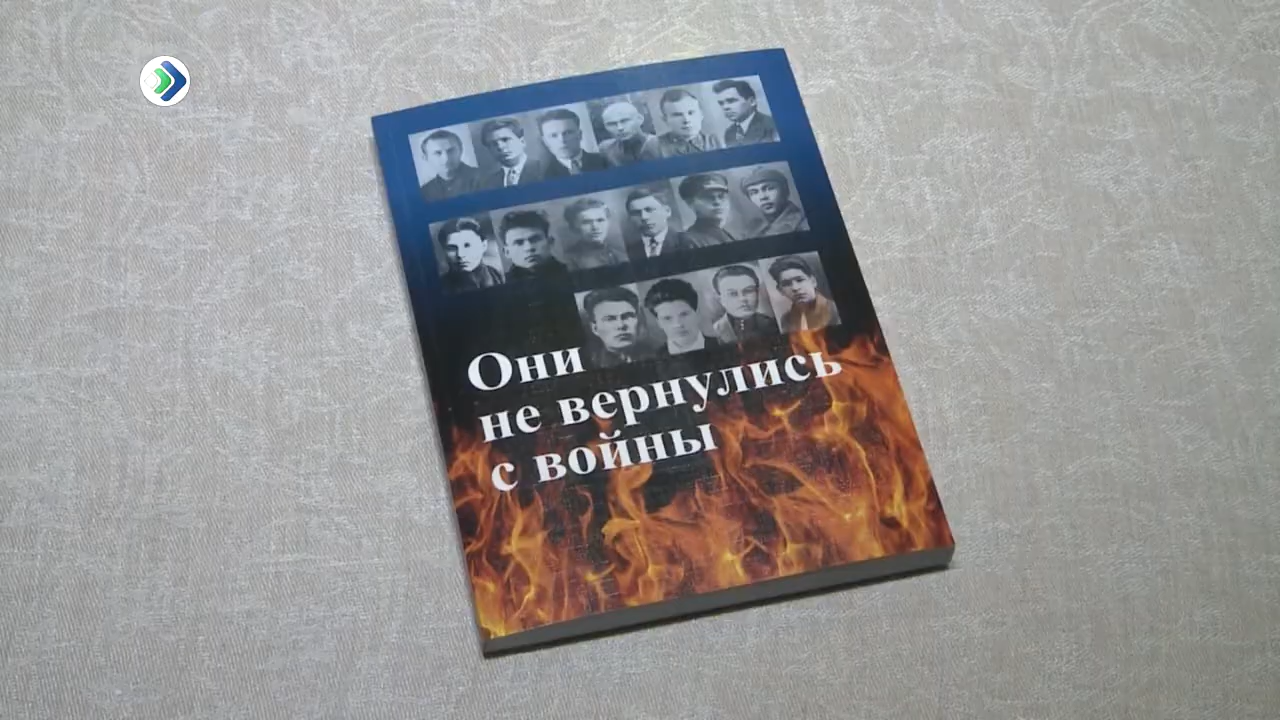 Они
не вернулись
с войны